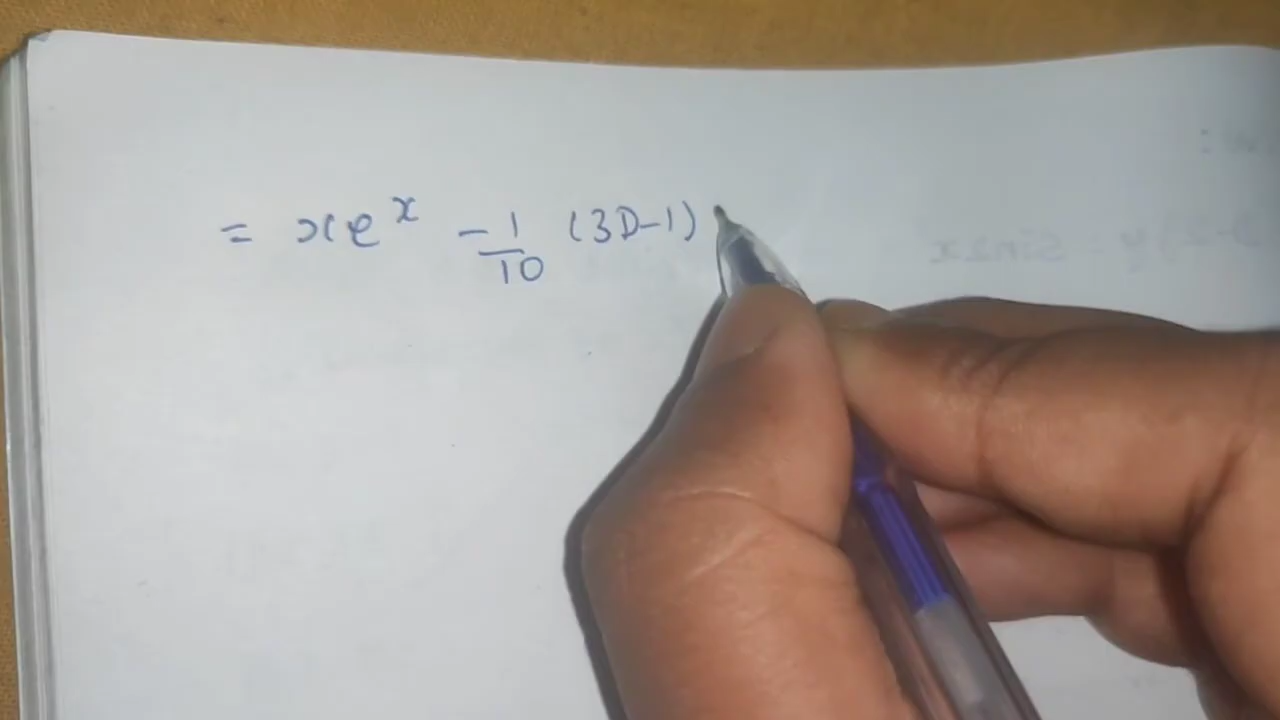 = xe^x - 1/10 (3D-1)